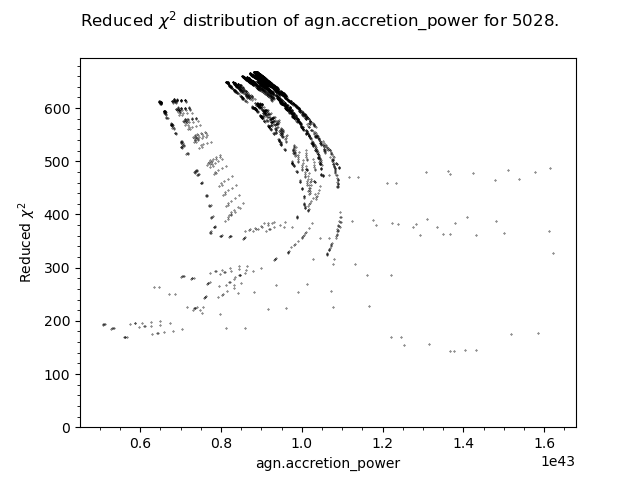 Reduced χ² distribution of agn.accretion_power for 5028.
Reduced χ²
600
500
400
300
200
100
0
0.6 0.8 1.0 1.2 1.4 1.6
1e43
agn.accretion_power